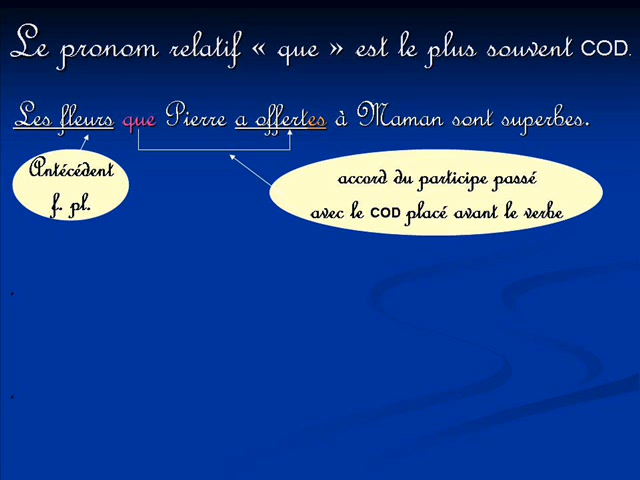 Le pronom relatif « que » est le plus souvent COD.
Les fleurs que Pierre a offertes à Maman sont superbes.
Antécédent
f. pl.
accord du participe passé
avec le COD placé avant le verbe